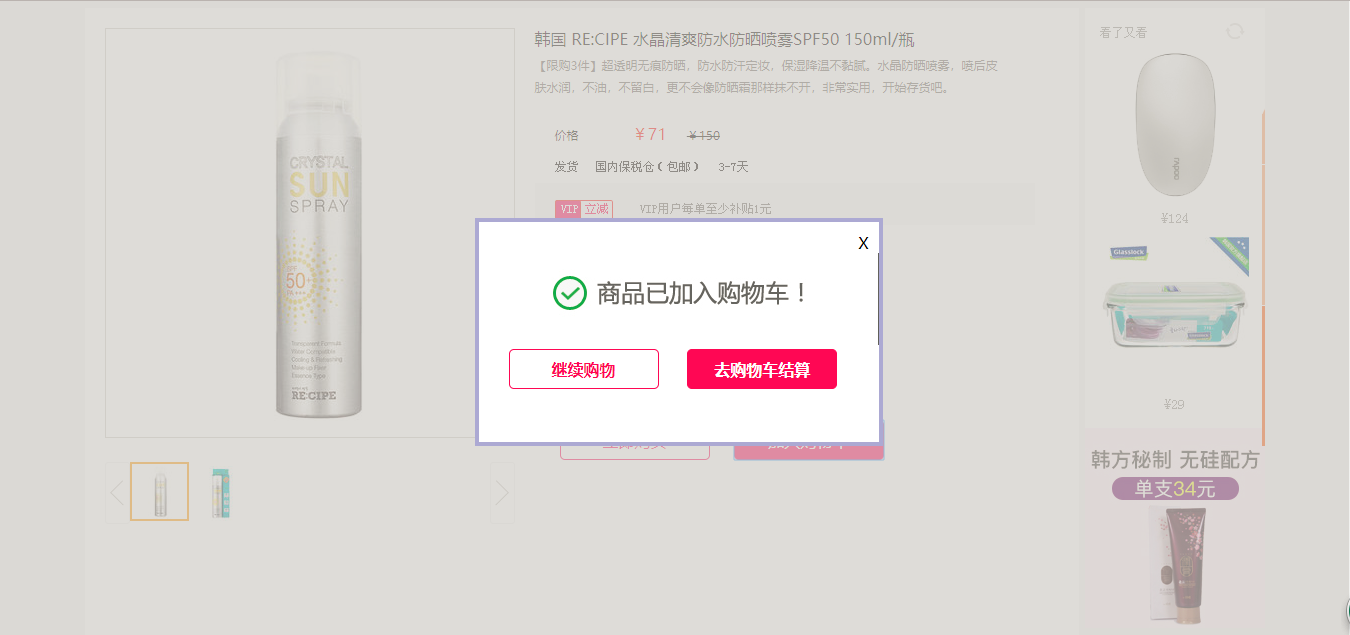 韩国 RE:CIPE 水晶清爽防水防晒喷雾SPF50 150ml/瓶
【限购3件】超透明无痕防晒，防水防汗定妆，保湿降温不黏腻。水晶防晒喷雾，喷后皮
肤水润，不油，不留白，更不会像防晒霜那样抹不开，非常实用，开始存货吧。
价格 ¥71 ¥150
发货 国内保税仓（包邮） 3-7天
VIP 立减 VIP用户每单至少补贴1元
X
商品已加入购物车！
继续购物 去购物车结算
CRYSTAL
SUN
SPRAY
SPF
50+
PA+++
Transparent Formula
Water Drop
Cooling & Refreshing
RE:CIPE
看了又看
rapoo
¥124
Glasslock
¥29
韩方秘制 无硅配方
单支34元